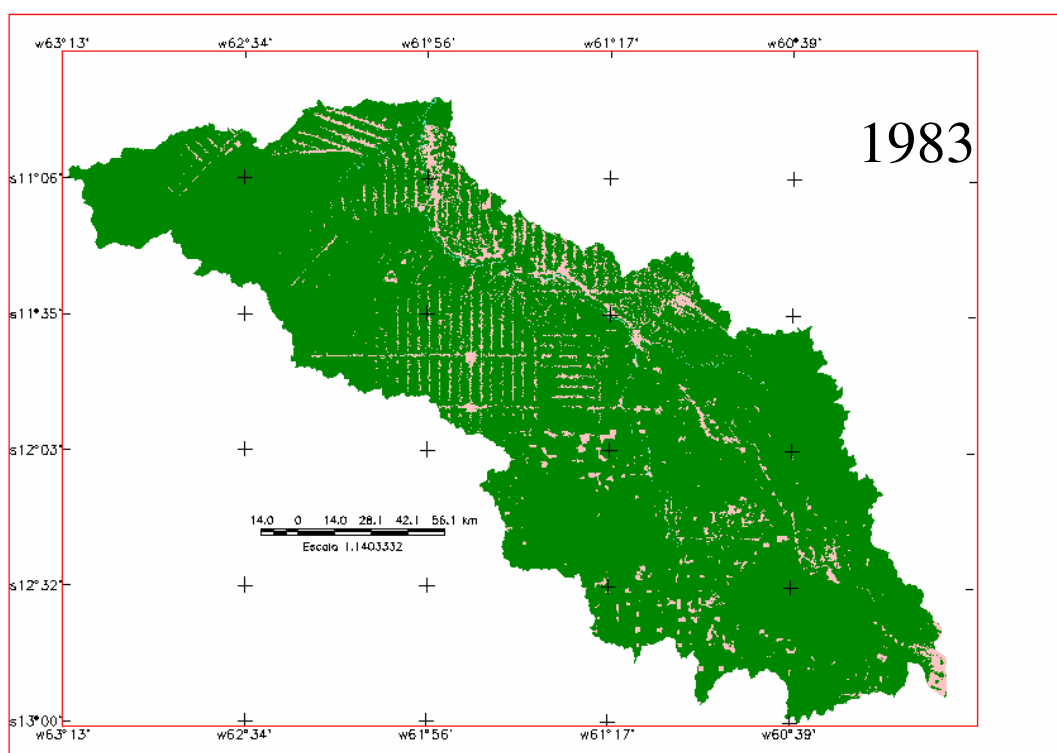 w63°13' w62°34' w61°56' w61°17' w60°39'
1983
s11°06'
s11°35'
s12°03'
14.0 0 14.0 28.1 42.1 56.1 km
Escala 1:1403332
s12°32'
s13°00'
w63°13' w62°34' w61°56' w61°17' w60°39'